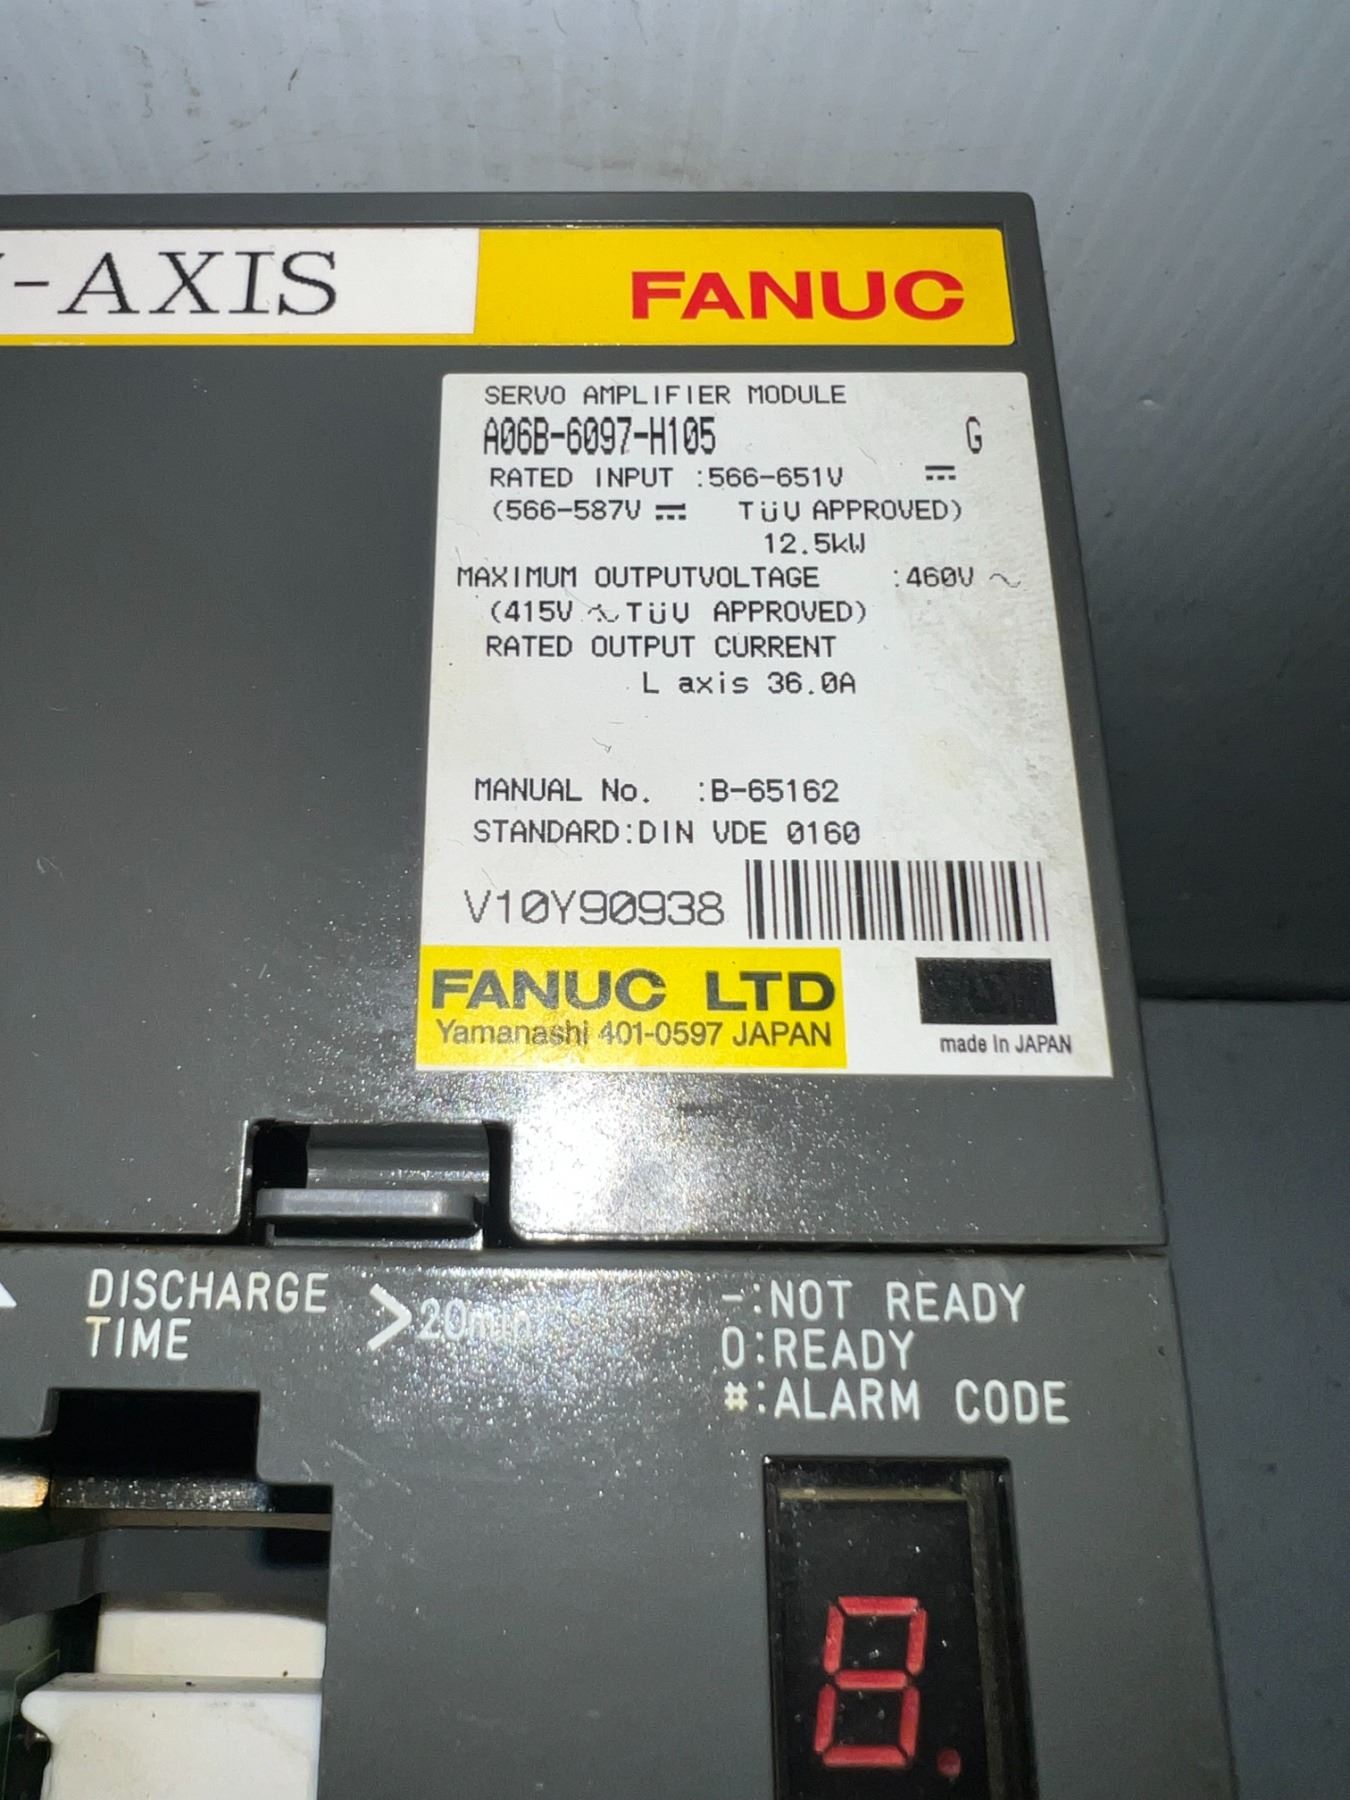 -AXIS
FANUC
SERVO AMPLIFIER MODULE
A06B-6097-H105 G
RATED INPUT :566-651V ⎓
(566-587V ⎓ TüV APPROVED)
12.5kW
MAXIMUM OUTPUTVOLTAGE :460V ~
(415V ~ TüV APPROVED)
RATED OUTPUT CURRENT
L axis 36.0A
MANUAL No. :B-65162
STANDARD:DIN VDE 0160
V10Y90938
FANUC LTD
Yamanashi 401-0597 JAPAN
made in JAPAN
DISCHARGE
TIME
>20min
-:NOT READY
0:READY
#:ALARM CODE
8.